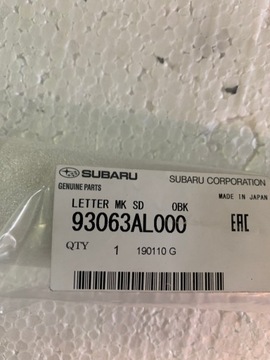 SUBARU
SUBARU CORPORATION
GENUINE PARTS
MADE IN JAPAN
LETTER MK SD 0BK
93063AL000
EAC
QTY 1 190110 G